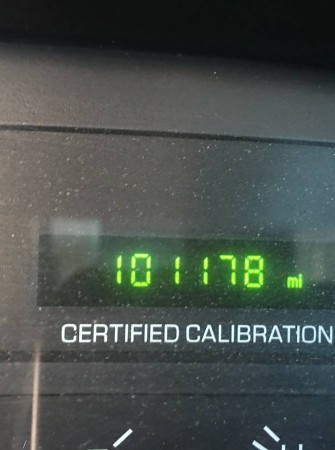 101178 mi
CERTIFIED CALIBRATION